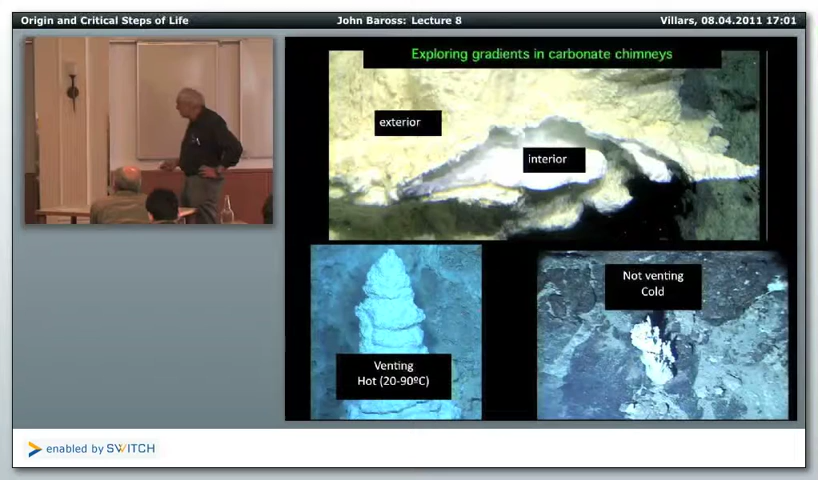 Origin and Critical Steps of Life
John Baross: Lecture 8
Villars, 08.04.2011 17:01
Exploring gradients in carbonate chimneys
exterior
interior
Not venting
Cold
Venting
Hot (20-90ºC)
enabled by SWITCH